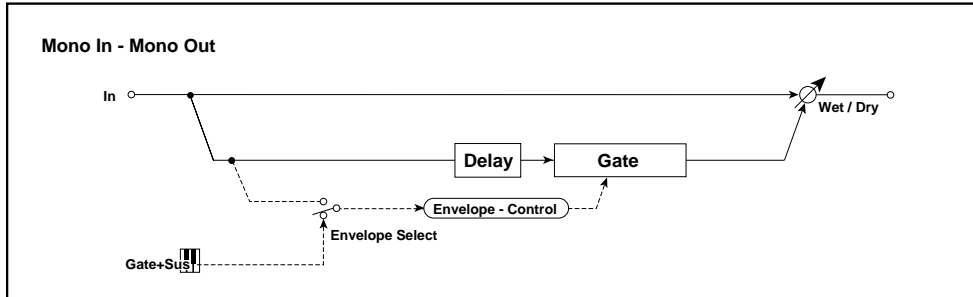 Mono In - Mono Out
In
Wet / Dry
Delay
Gate
Envelope - Control
Envelope Select
Gate+Sus